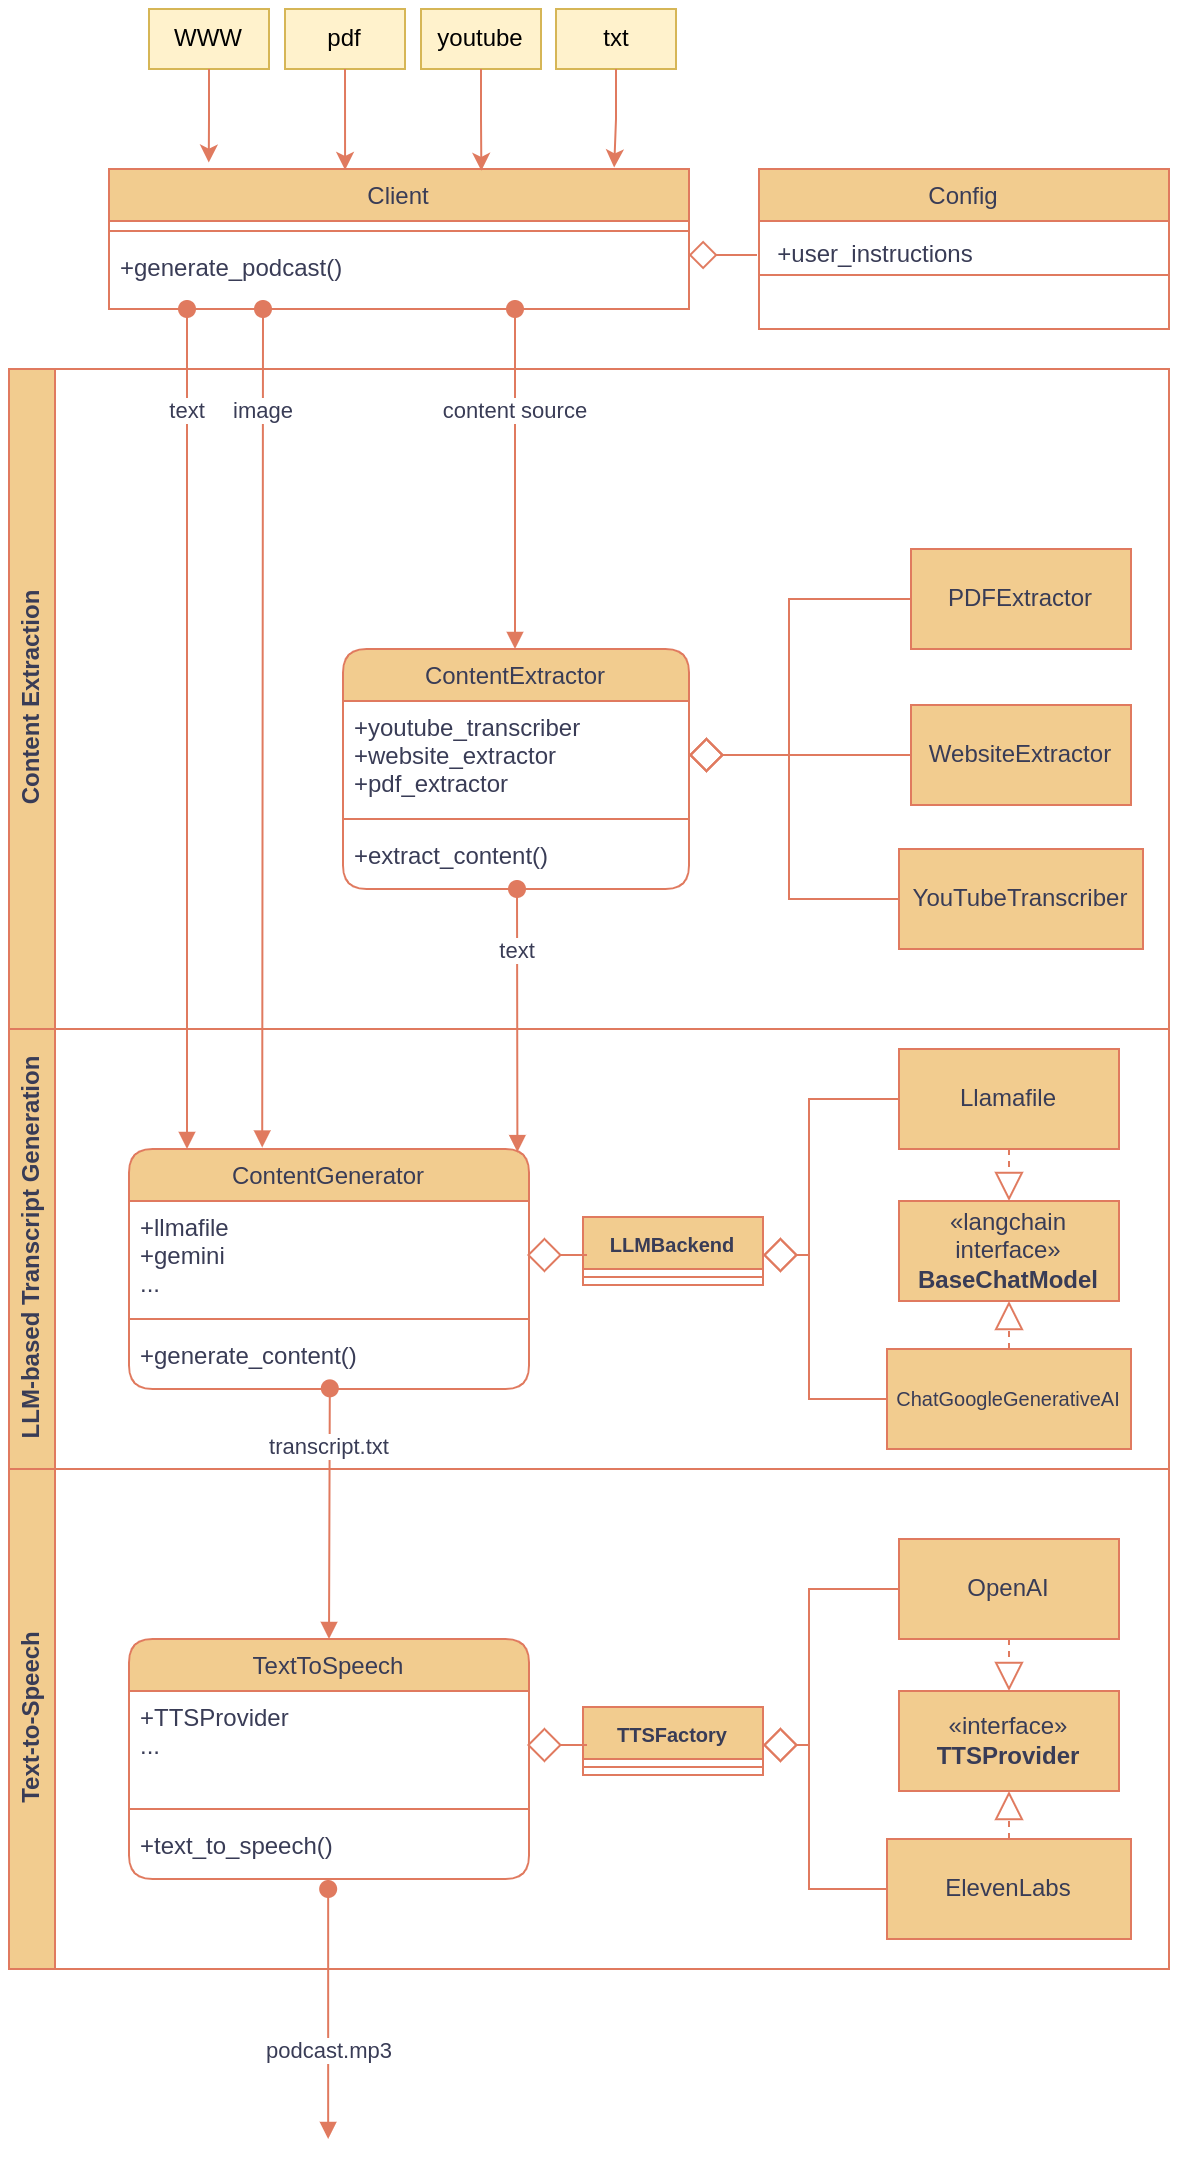 WWW
pdf
youtube
txt
Client
+generate_podcast()
Config
+user_instructions
text
image
content source
Content Extraction
PDFExtractor
ContentExtractor
+youtube_transcriber
+website_extractor
+pdf_extractor
+extract_content()
WebsiteExtractor
YouTubeTranscriber
text
LLM-based Transcript Generation
Llamafile
ContentGenerator
+llmafile
+gemini
...
+generate_content()
LLMBackend
«langchain
interface»
BaseChatModel
ChatGoogleGenerativeAI
transcript.txt
Text-to-Speech
OpenAI
TextToSpeech
+TTSProvider
...
+text_to_speech()
TTSFactory
«interface»
TTSProvider
ElevenLabs
podcast.mp3